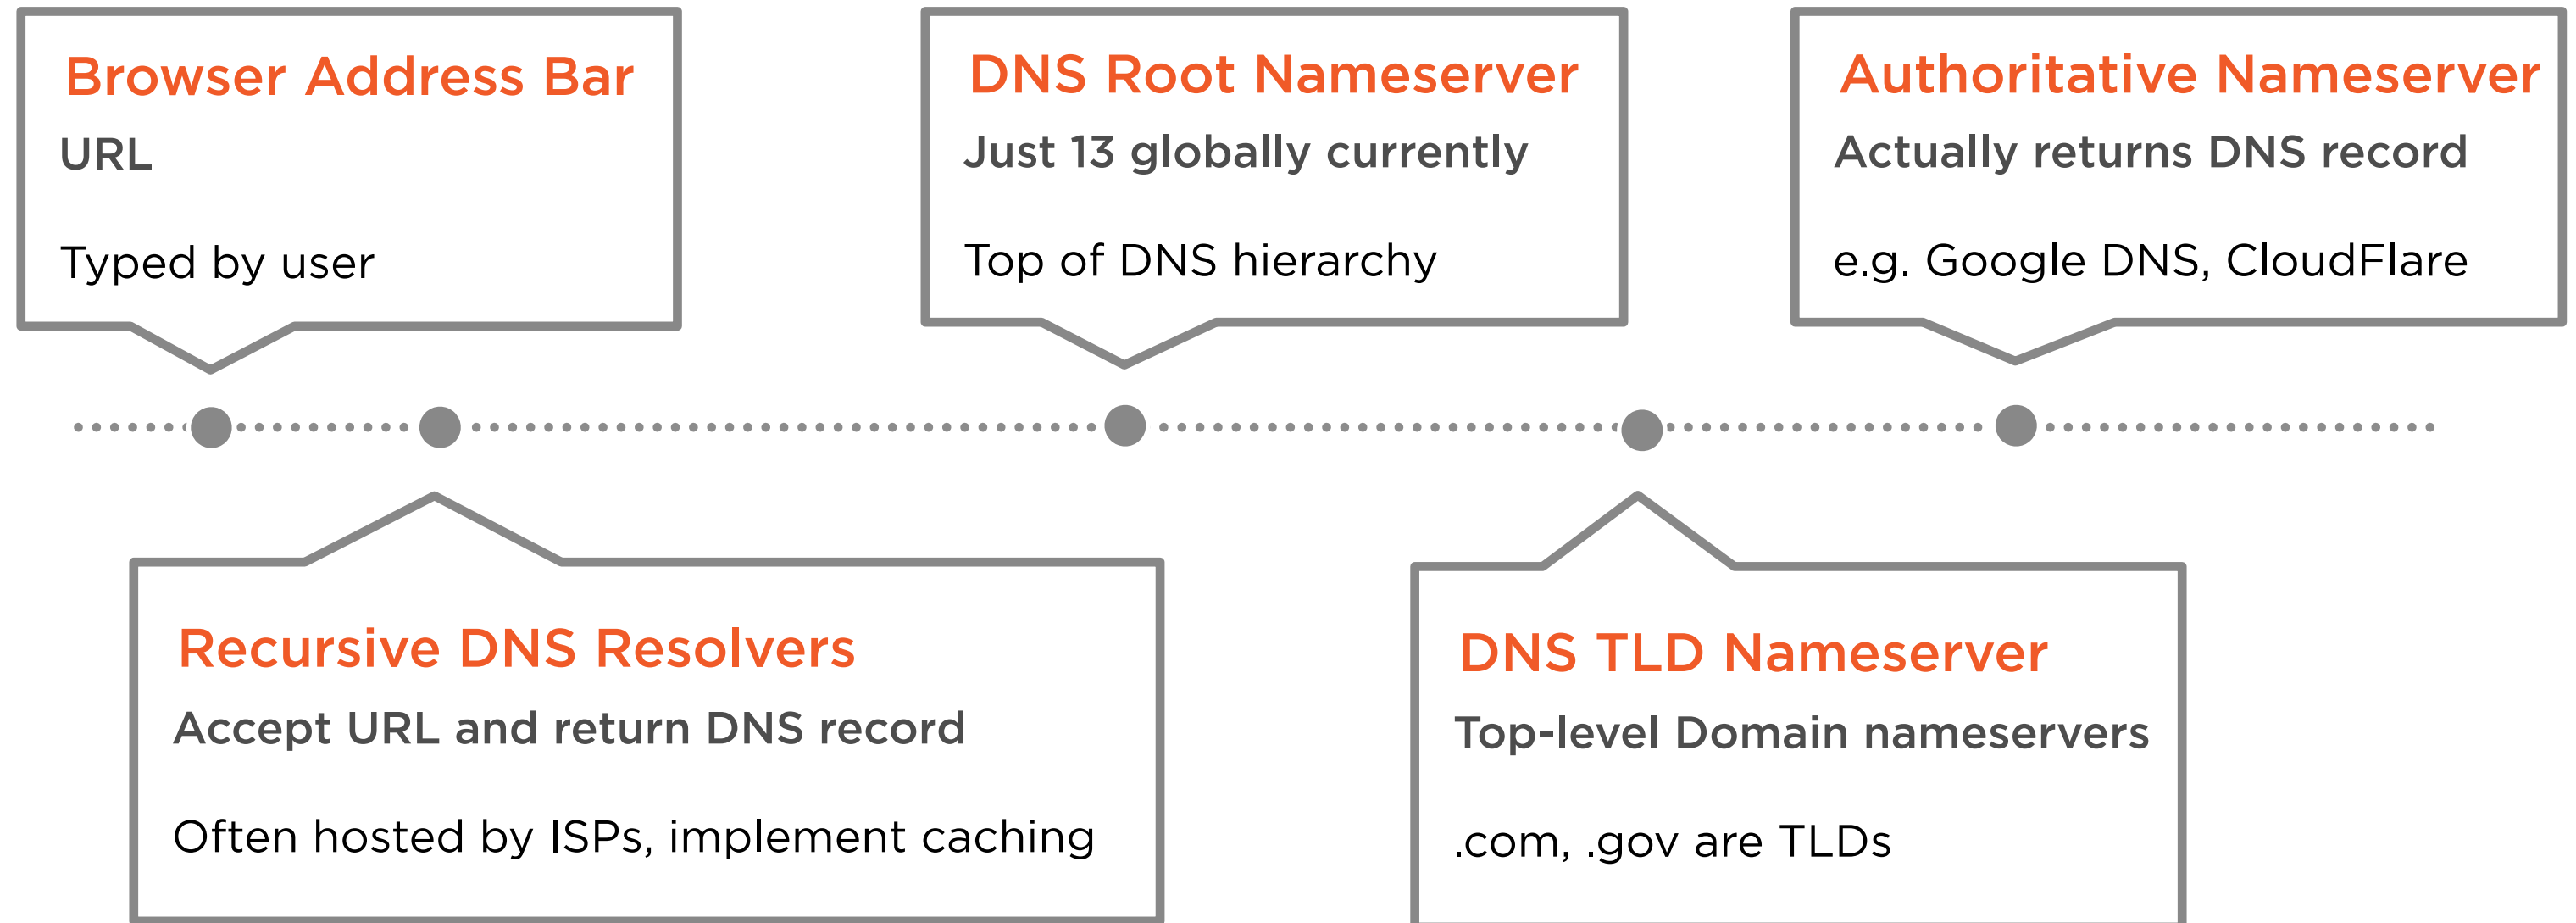 Browser Address Bar
URL
Typed by user
Recursive DNS Resolvers
Accept URL and return DNS record
Often hosted by ISPs, implement caching
DNS Root Nameserver
Just 13 globally currently
Top of DNS hierarchy
DNS TLD Nameserver
Top-level Domain nameservers
.com, .gov are TLDs
Authoritative Nameserver
Actually returns DNS record
e.g. Google DNS, CloudFlare